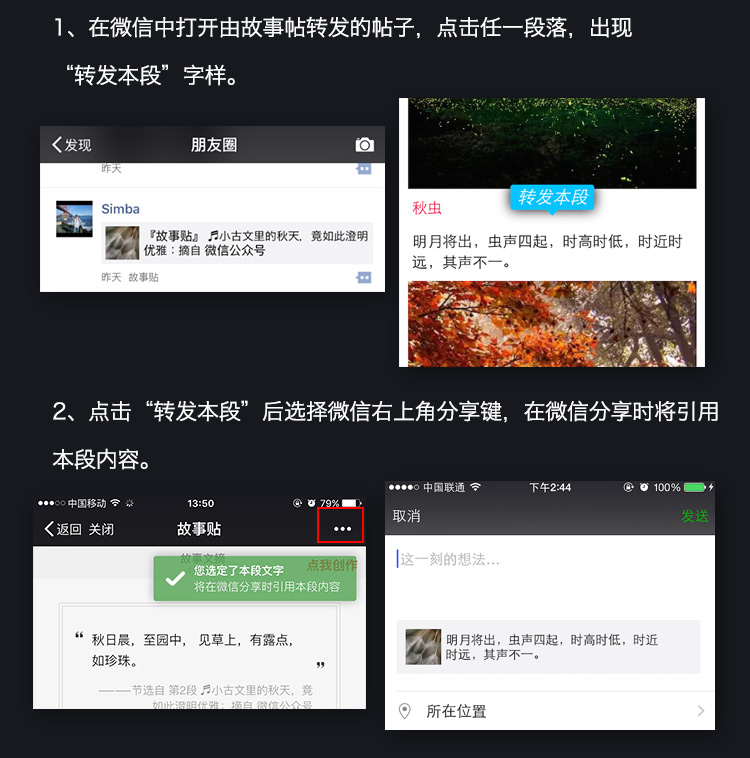 1、在微信中打开由故事帖转发的帖子，点击任一段落，出现
“转发本段”字样。
发现
朋友圈
昨天
Simba
『故事贴』 🎵小古文里的秋天，竟如此澄明
优雅：摘自 微信公众号
昨天 故事贴
转发本段
秋虫
明月将出，虫声四起，时高时低，时近时
远，其声不一。
2、点击“转发本段”后选择微信右上角分享键，在微信分享时将引用
本段内容。
中国移动
13:50
79%
返回 关闭
故事贴
•••
故事文摘
点我创作
您选定了本段文字
将在微信分享时引用本段内容
“ 秋日晨，至园中， 见草上，有露点，
如珍珠。 ”
——节选自 第2段 🎵小古文里的秋天，竟
如此澄明优雅：摘自 微信公众号
中国联通
下午2:44
100%
取消
发送
这一刻的想法...
明月将出，虫声四起，时高时低，时近
时远，其声不一。
所在位置